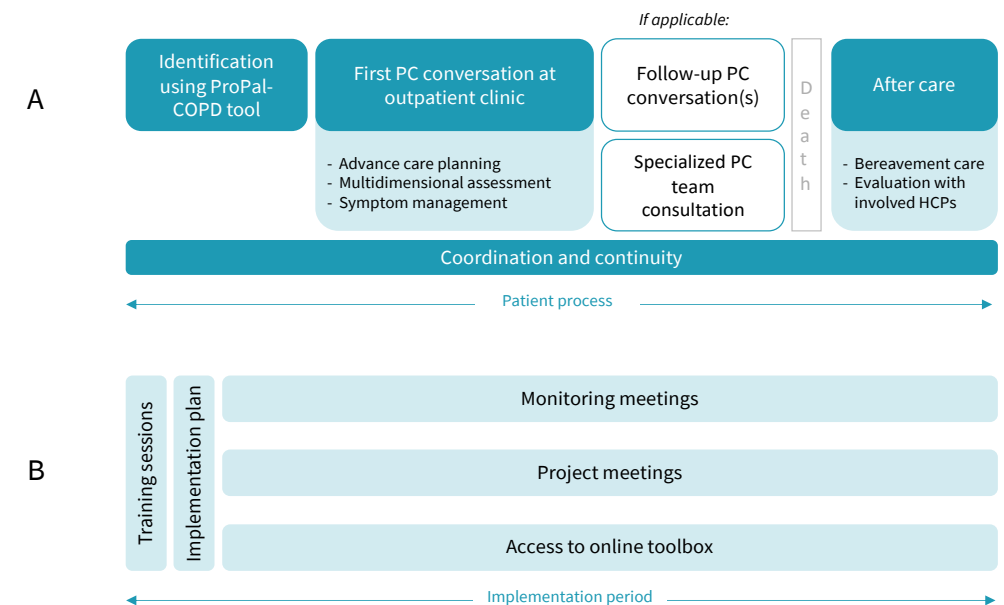 If applicable:
A
Identification
using ProPal-
COPD tool
First PC conversation at
outpatient clinic
- Advance care planning
- Multidimensional assessment
- Symptom management
Follow-up PC
conversation(s)
Specialized PC
team
consultation
Death
After care
- Bereavement care
- Evaluation with
involved HCPs
Coordination and continuity
Patient process
B
Training sessions
Implementation plan
Monitoring meetings
Project meetings
Access to online toolbox
Implementation period